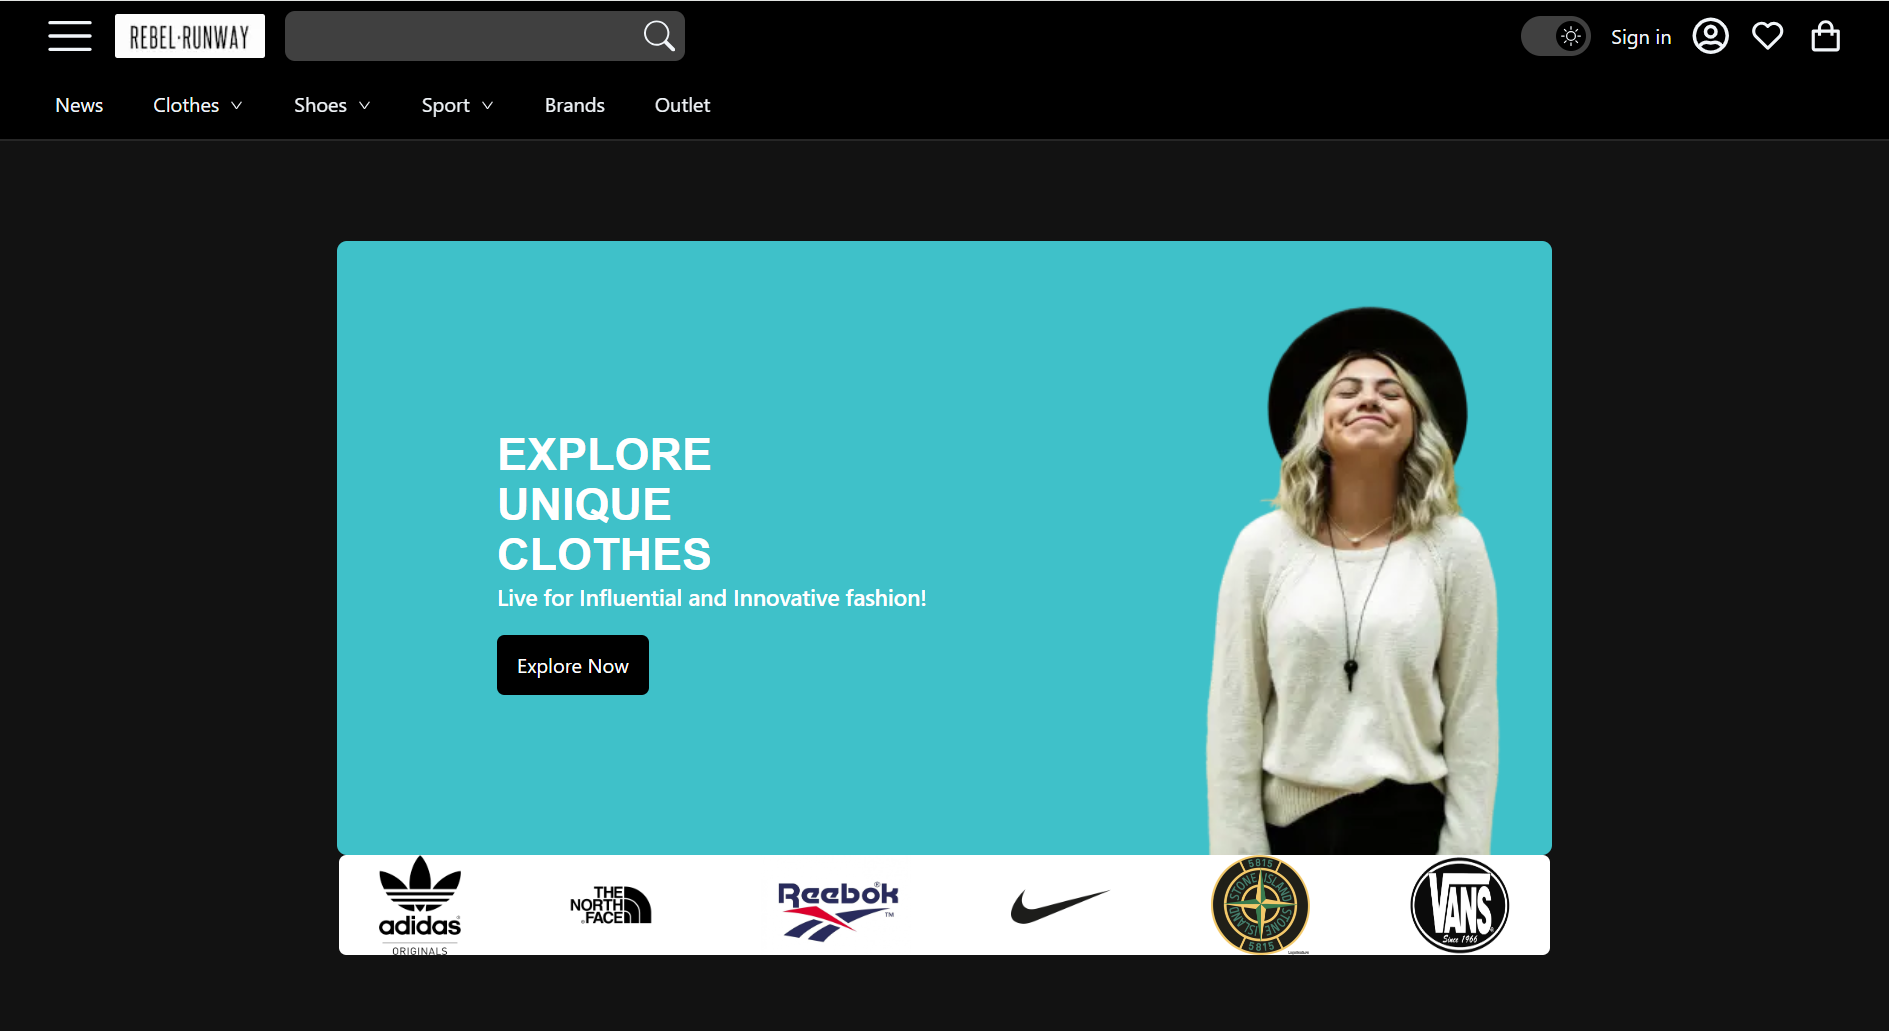 REBEL·RUNWAY
Sign in
News
Clothes
Shoes
Sport
Brands
Outlet
EXPLORE
UNIQUE
CLOTHES
Live for Influential and Innovative fashion!
Explore Now
adidas
ORIGINALS
THE
NORTH
FACE
Reebok
TM
5815
STONE ISLAND
STONE ISLAND
5815
VANS
Since 1966